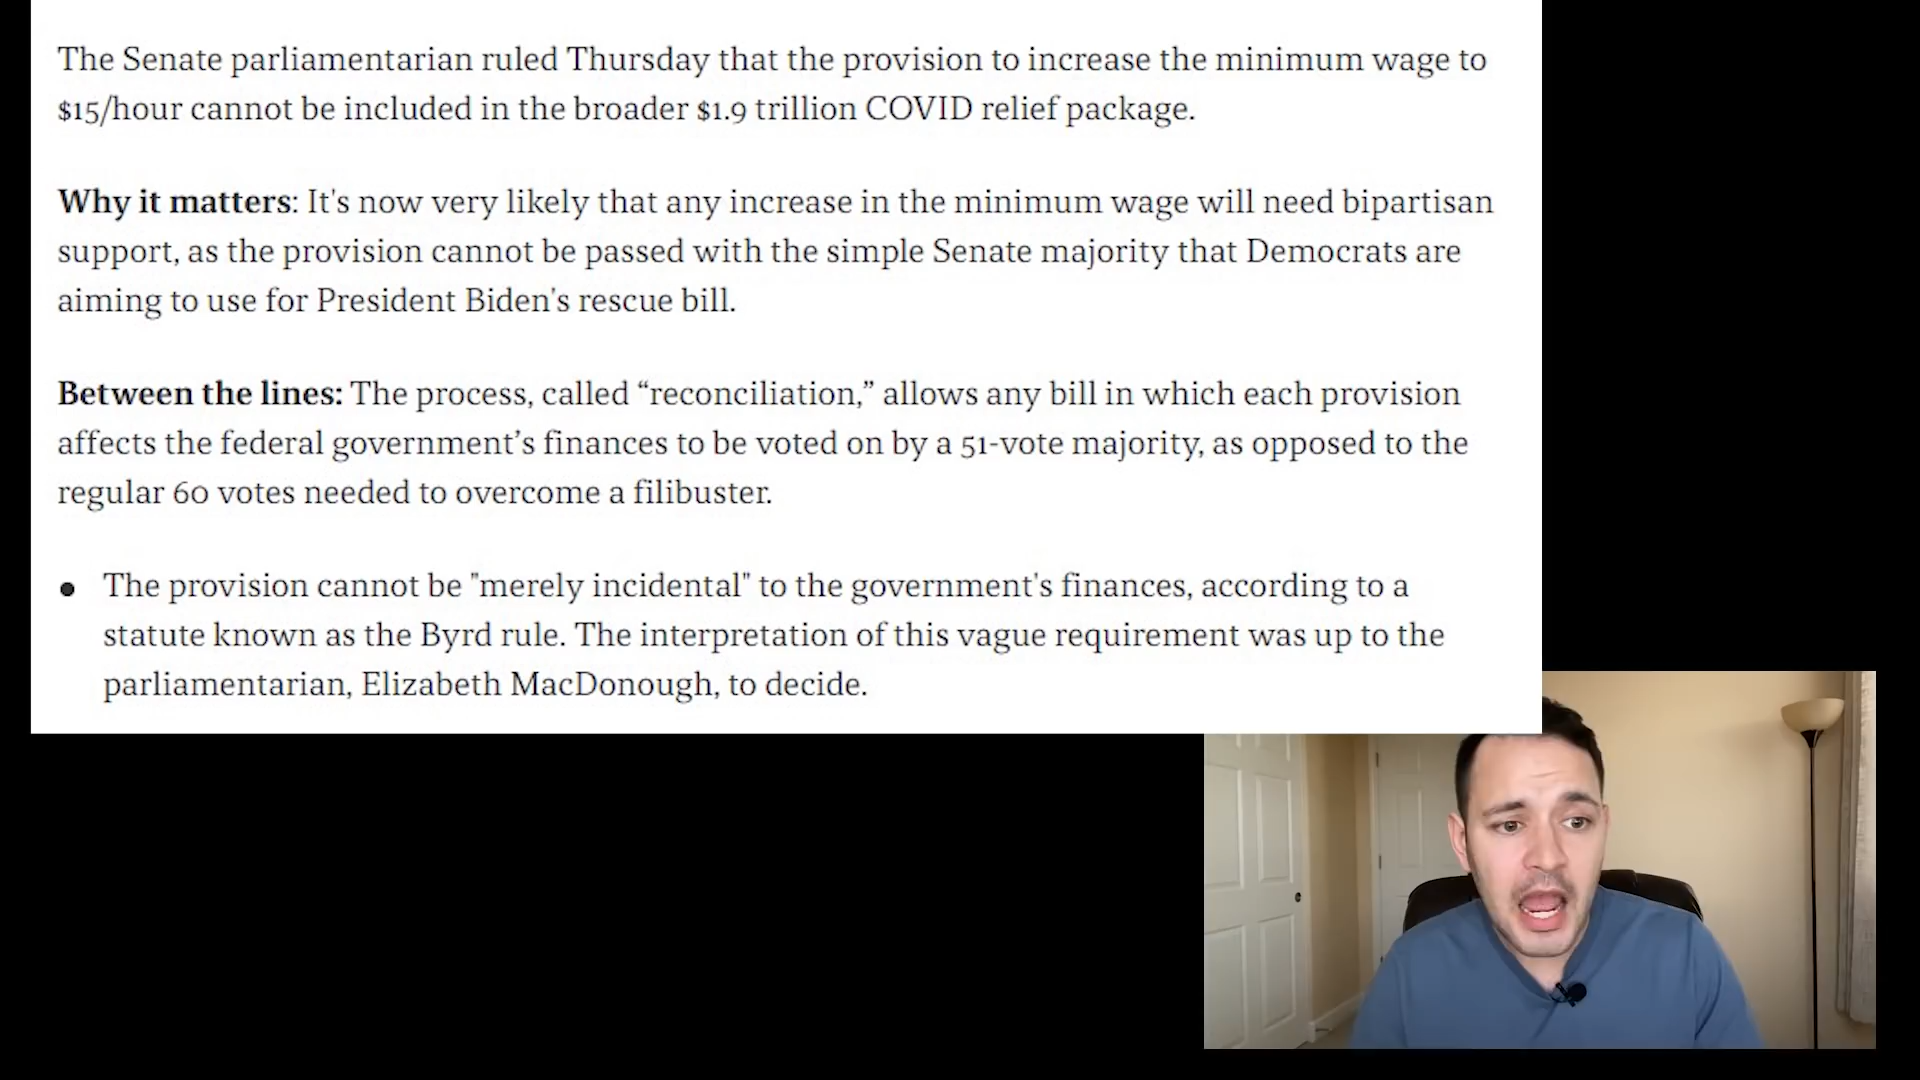 The Senate parliamentarian ruled Thursday that the provision to increase the minimum wage to
$15/hour cannot be included in the broader $1.9 trillion COVID relief package.
Why it matters: It's now very likely that any increase in the minimum wage will need bipartisan
support, as the provision cannot be passed with the simple Senate majority that Democrats are
aiming to use for President Biden's rescue bill.
Between the lines: The process, called “reconciliation,” allows any bill in which each provision
affects the federal government’s finances to be voted on by a 51-vote majority, as opposed to the
regular 60 votes needed to overcome a filibuster.
● The provision cannot be "merely incidental" to the government's finances, according to a
statute known as the Byrd rule. The interpretation of this vague requirement was up to the
parliamentarian, Elizabeth MacDonough, to decide.